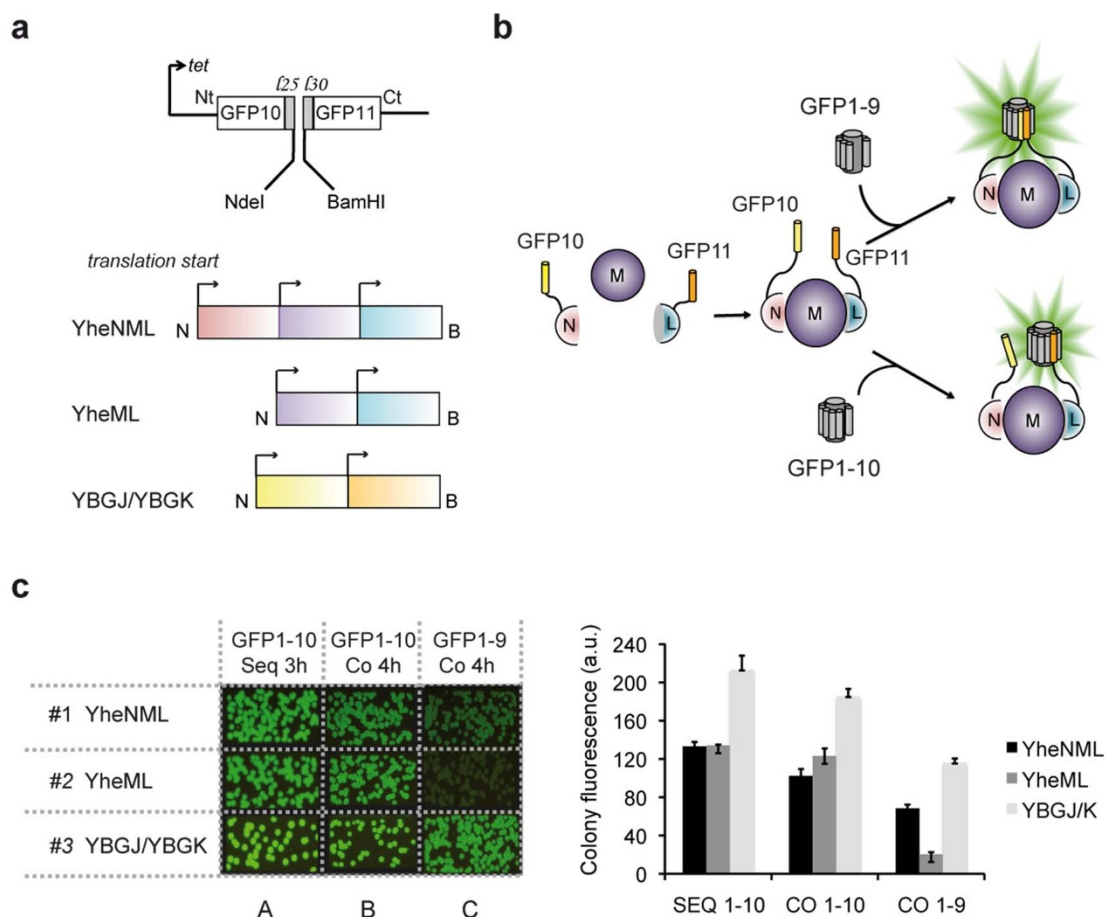 a
tet
Nt
l25 l30
GFP10 GFP11
Ct
NdeI BamHI
translation start
YheNML
N B
YheML
N B
YBGJ/YBGK
N B
b
GFP1-9
GFP10
GFP10
GFP11
GFP11
M
N
L
N M L
N M L
N M L
GFP1-10
c
GFP1-10 GFP1-10 GFP1-9
Seq 3h Co 4h Co 4h
#1 YheNML
#2 YheML
#3 YBGJ/YBGK
A B C
Colony fluorescence (a.u.)
240
200
160
120
80
40
0
SEQ 1-10 CO 1-10 CO 1-9
YheNML
YheML
YBGJ/K